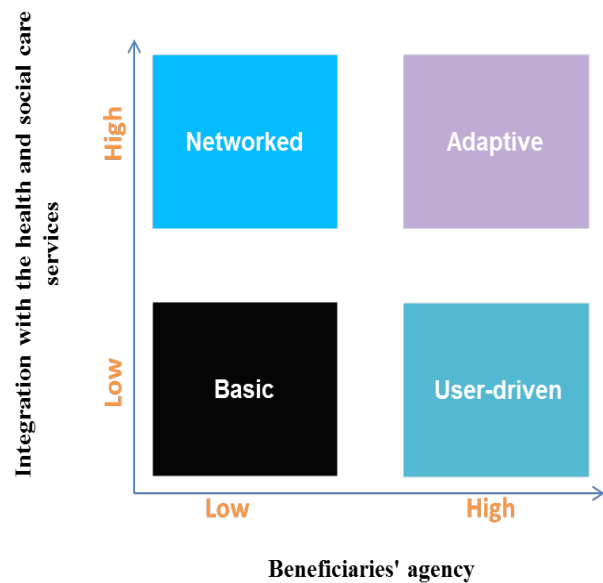 Integration with the health and social care
services
High
Low
Networked
Adaptive
Basic
User-driven
Low
High
Beneficiaries' agency